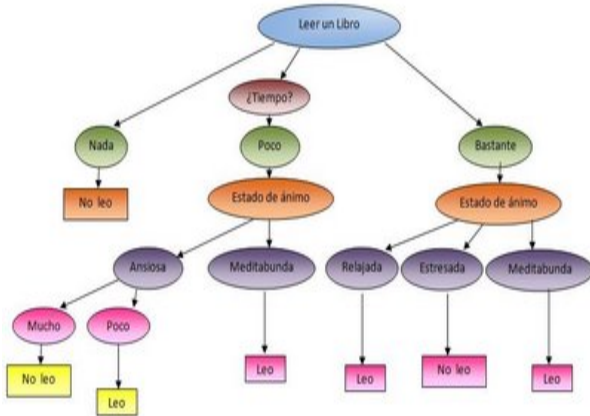 Leer un Libro
¿Tiempo?
Nada
Poco
Bastante
No leo
Estado de ánimo
Estado de ánimo
Ansiosa
Meditabunda
Relajada
Estresada
Meditabunda
Mucho
Poco
No leo
Leo
Leo
Leo
No leo
Leo